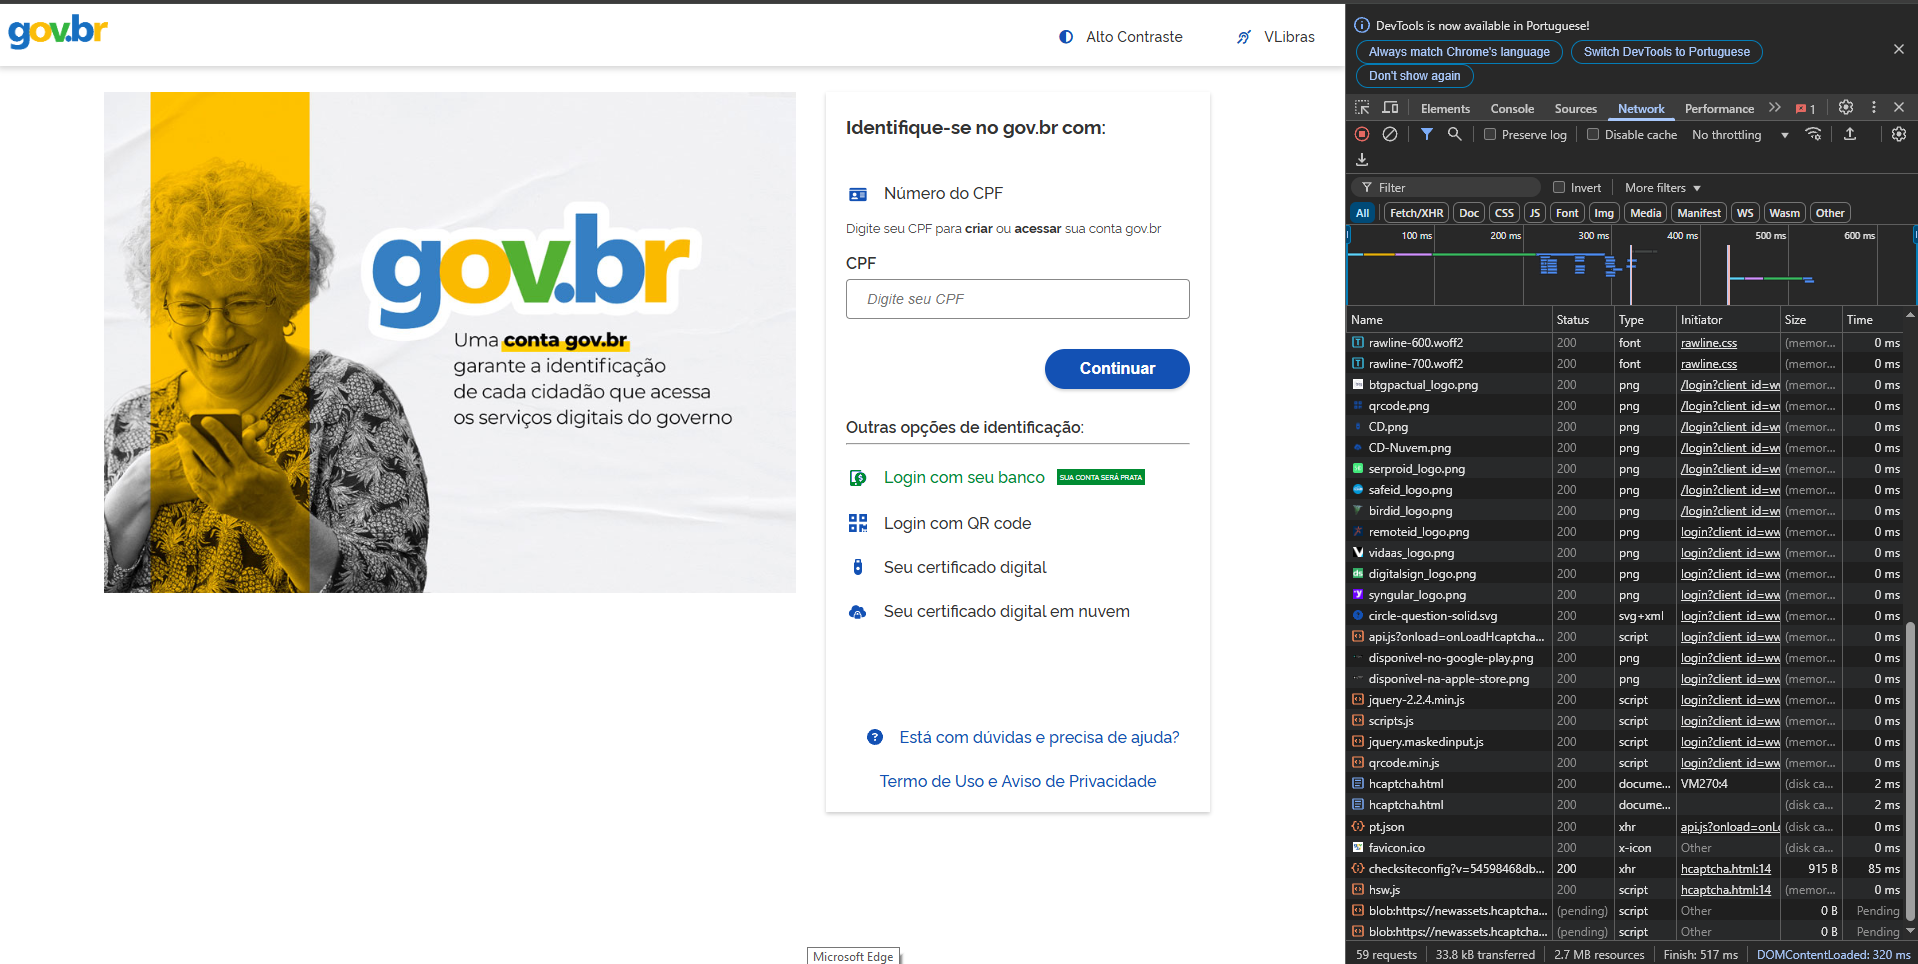 gov.br
Alto Contraste
VLibras
gov.br
Uma conta gov.br
garante a identificação
de cada cidadão que acessa
os serviços digitais do governo
Identifique-se no gov.br com:
Número do CPF
Digite seu CPF para criar ou acessar sua conta gov.br
CPF
Digite seu CPF
Continuar
Outras opções de identificação:
Login com seu banco SUA CONTA SERÁ PRATA
Login com QR code
Seu certificado digital
Seu certificado digital em nuvem
Está com dúvidas e precisa de ajuda?
Termo de Uso e Aviso de Privacidade
Microsoft Edge
DevTools is now available in Portuguese!
Always match Chrome's language Switch DevTools to Portuguese
Don't show again
Elements Console Sources Network Performance 1
Preserve log Disable cache No throttling
Filter Invert More filters
All Fetch/XHR Doc CSS JS Font Img Media Manifest WS Wasm Other
100 ms 200 ms 300 ms 400 ms 500 ms 600 ms
Name Status Type Initiator Size Time
rawline-600.woff2 200 font rawline.css (memor... 0 ms
rawline-700.woff2 200 font rawline.css (memor... 0 ms
btgpactual_logo.png 200 png /login?client_id=ww (memor... 0 ms
qrcode.png 200 png /login?client_id=ww (memor... 0 ms
CD.png 200 png /login?client_id=ww (memor... 0 ms
CD-Nuvem.png 200 png /login?client_id=ww (memor... 0 ms
serproid_logo.png 200 png /login?client_id=ww (memor... 0 ms
safeid_logo.png 200 png /login?client_id=ww (memor... 0 ms
birdid_logo.png 200 png /login?client_id=ww (memor... 0 ms
remoteid_logo.png 200 png login?client_id=ww (memor... 0 ms
vidaas_logo.png 200 png login?client_id=ww (memor... 0 ms
digitalsign_logo.png 200 png login?client_id=ww (memor... 0 ms
syngular_logo.png 200 png login?client_id=ww (memor... 0 ms
circle-question-solid.svg 200 svg+xml login?client_id=ww (memor... 0 ms
api.js?onload=onLoadHcaptcha... 200 script login?client_id=ww (memor... 0 ms
disponivel-no-google-play.png 200 png login?client_id=ww (memor... 0 ms
disponivel-na-apple-store.png 200 png login?client_id=ww (memor... 0 ms
jquery-2.2.4.min.js 200 script login?client_id=ww (memor... 0 ms
scripts.js 200 script login?client_id=ww (memor... 0 ms
jquery.maskedinput.js 200 script login?client_id=ww (memor... 0 ms
qrcode.min.js 200 script login?client_id=ww (memor... 0 ms
hcaptcha.html 200 docume... VM270:4 (disk ca... 2 ms
hcaptcha.html 200 docume... (disk ca... 2 ms
pt.json 200 xhr api.js?onload=onLo (disk ca... 0 ms
favicon.ico 200 x-icon Other (disk ca... 0 ms
checksiteconfig?v=54598468db... 200 xhr hcaptcha.html:14 915 B 85 ms
hsw.js 200 script hcaptcha.html:14 (memor... 0 ms
blob:https://newassets.hcaptcha... (pending) script Other 0 B Pending
blob:https://newassets.hcaptcha... (pending) script Other 0 B Pending
59 requests 33.8 kB transferred 2.7 MB resources Finish: 517 ms DOMContentLoaded: 320 ms